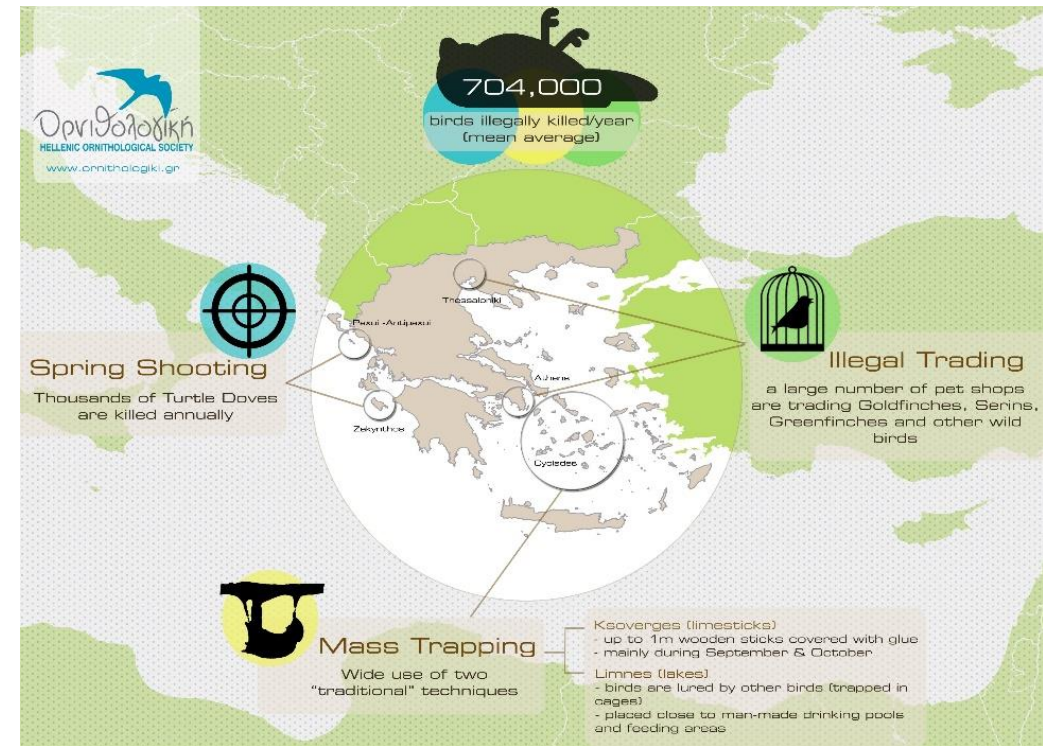 704,000
birds illegally killed/year
(mean average)
Ορνιθολογική
HELLENIC ORNITHOLOGICAL SOCIETY
www.ornithologiki.gr
Thessaloniki
Paxui -Antipaxui
Athens
Zakynthos
Cyclades
Spring Shooting
Thousands of Turtle Doves
are killed annually
Illegal Trading
a large number of pet shops
are trading Goldfinches, Serins,
Greenfinches and other wild
birds
Mass Trapping
Wide use of two
"traditional" techniques
Ksoverges (limesticks)
- up to 1m wooden sticks covered with glue
- mainly during September & October
Limnes (lakes)
- birds are lured by other birds (trapped in
cages)
- placed close to man-made drinking pools
and feeding areas